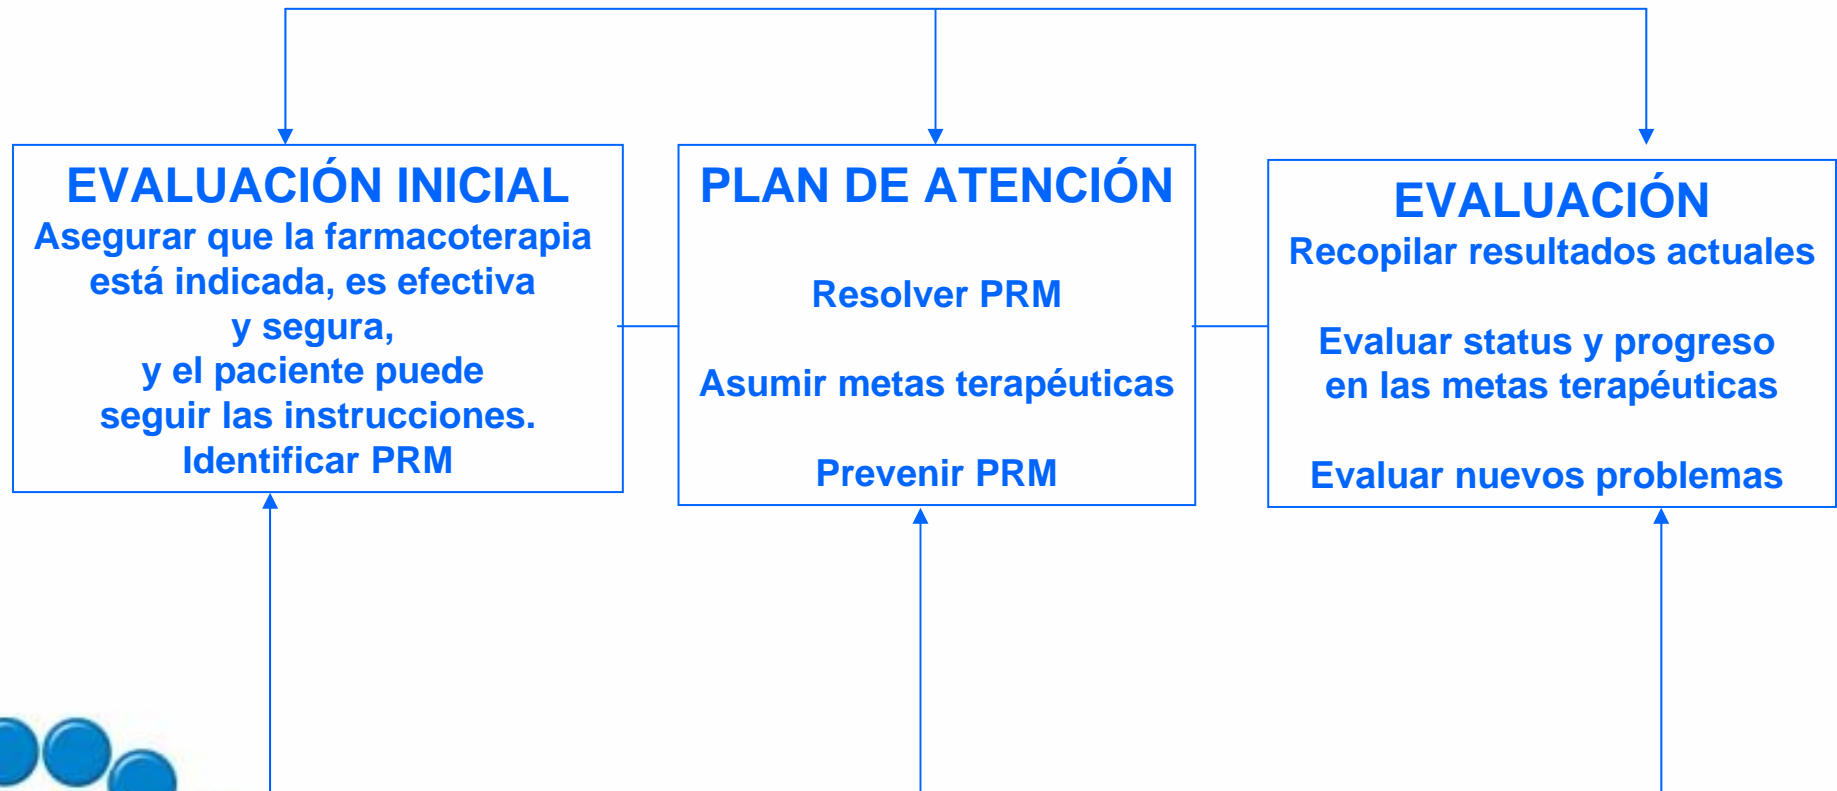 EVALUACIÓN INICIAL
Asegurar que la farmacoterapia
está indicada, es efectiva
y segura,
y el paciente puede
seguir las instrucciones.
Identificar PRM
PLAN DE ATENCIÓN
Resolver PRM
Asumir metas terapéuticas
Prevenir PRM
EVALUACIÓN
Recopilar resultados actuales
Evaluar status y progreso
en las metas terapéuticas
Evaluar nuevos problemas